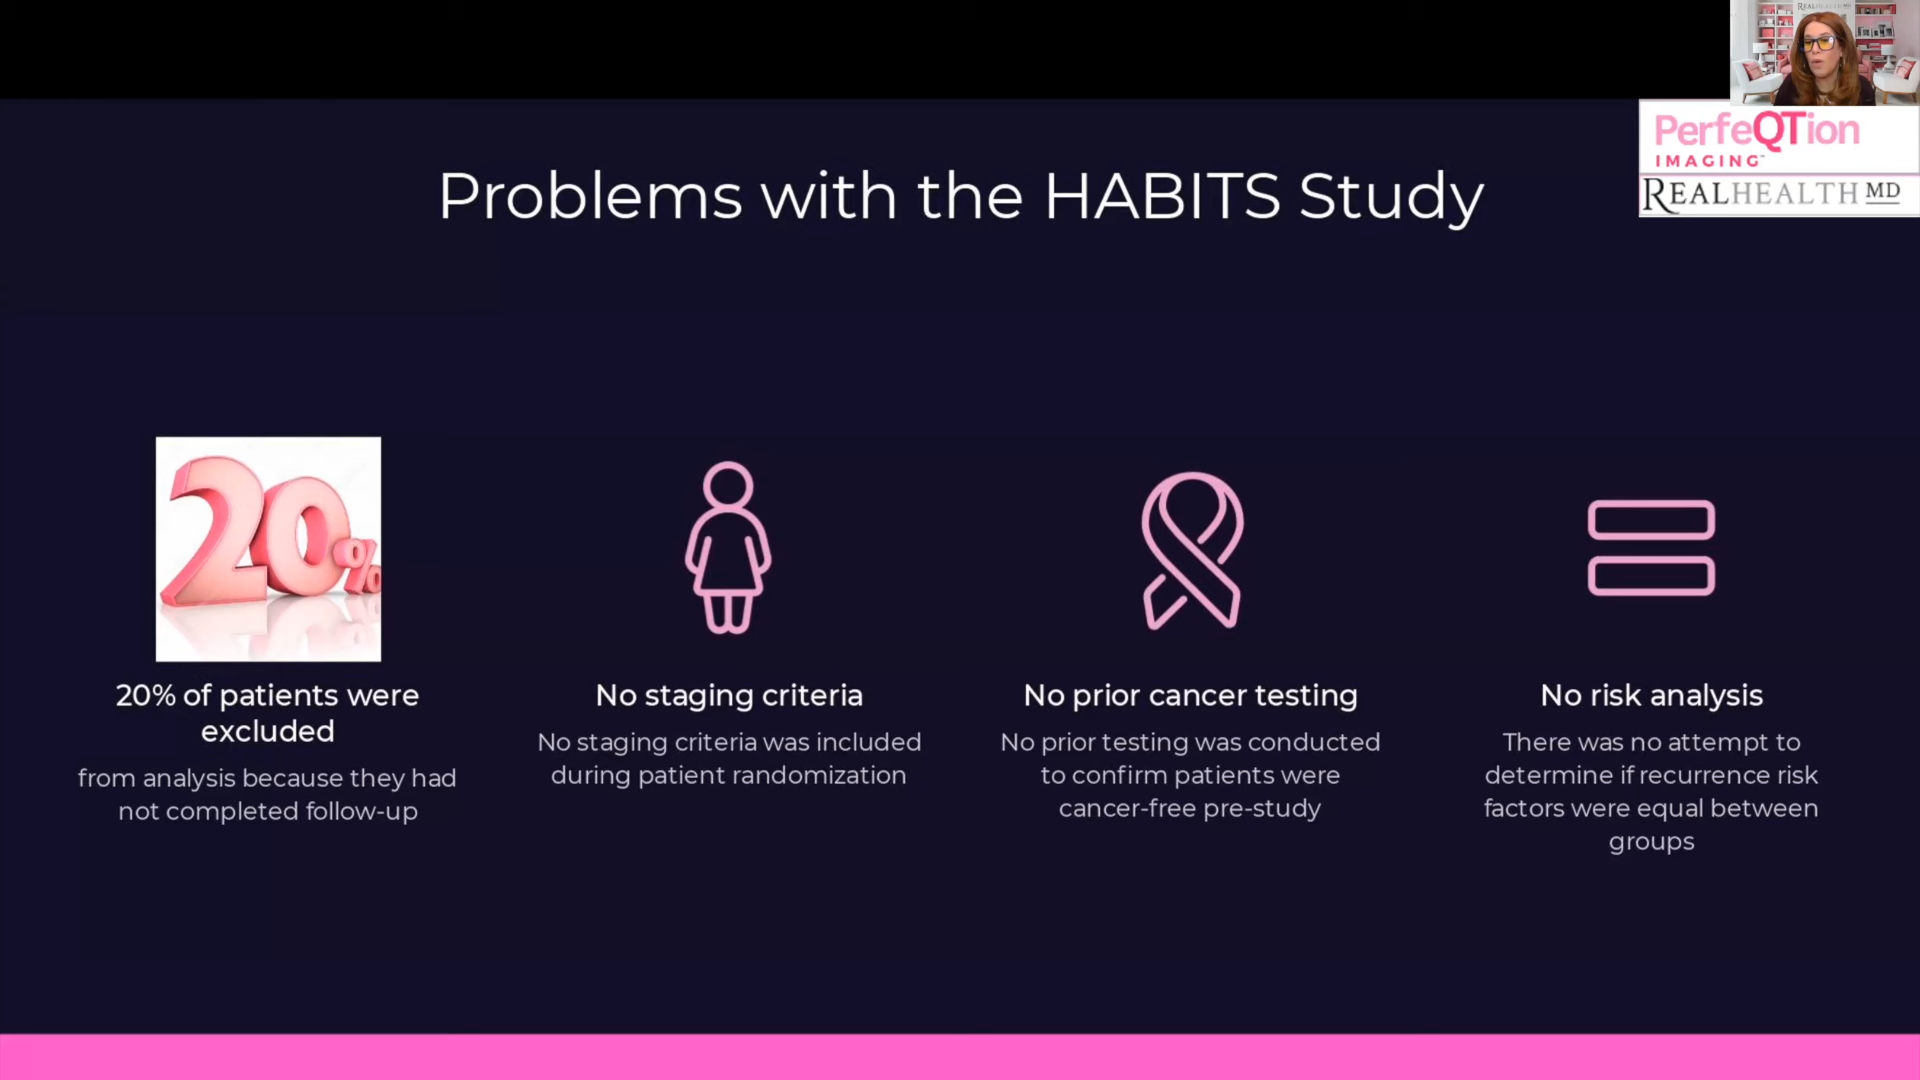 REALHEALTH MD
PerfeQTion
IMAGING™
REALHEALTH MD
Problems with the HABITS Study
20%
20% of patients were
excluded
from analysis because they had
not completed follow-up
No staging criteria
No staging criteria was included
during patient randomization
No prior cancer testing
No prior testing was conducted
to confirm patients were
cancer-free pre-study
No risk analysis
There was no attempt to
determine if recurrence risk
factors were equal between
groups